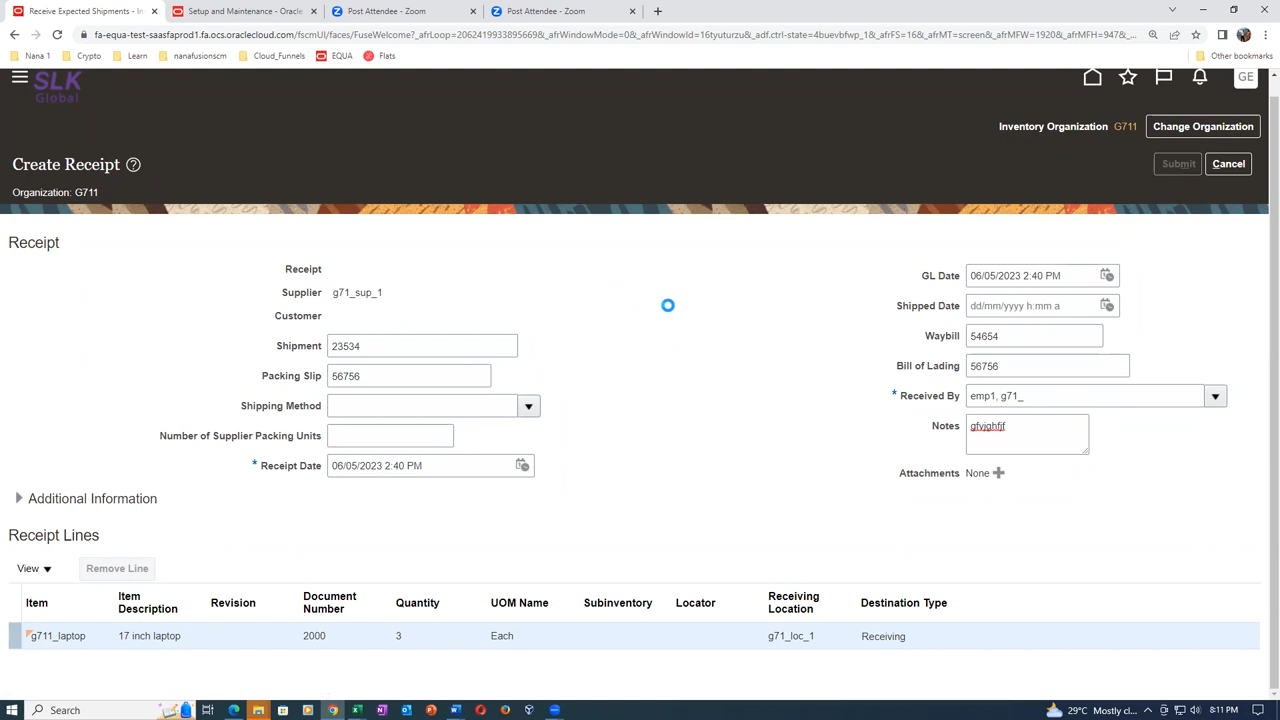 Receive Expected Shipments - In
Setup and Maintenance - Oracle
Post Attendee - Zoom
Post Attendee - Zoom
fa-equa-test-saasfaprod1.fa.ocs.oraclecloud.com/fscmUI/faces/FuseWelcome?_afrLoop=20624199338956698&_afrWindowMode=0&_afrWindowId=16tyuturzu&_adf.ctrl-state=4buevbfwp_1&_afrFS=16&_afrMT=screen&_afrMFW=1920&_afrMFH=947&_
Nana 1
Crypto
Learn
nanafusionscm
Cloud_Funnels
EQUA
Flats
Other bookmarks
SLK
Global
GE
Inventory Organization G711
Change Organization
Create Receipt
Submit
Cancel
Organization: G711
Receipt
Receipt
Supplier g71_sup_1
Customer
Shipment 23534
Packing Slip 56756
Shipping Method
Number of Supplier Packing Units
* Receipt Date 06/05/2023 2:40 PM
GL Date 06/05/2023 2:40 PM
Shipped Date dd/mm/yyyy h:mm a
Waybill 54654
Bill of Lading 56756
* Received By emp1, g71_
Notes gfvjghfjf
Attachments None
Additional Information
Receipt Lines
View
Remove Line
Item
Item Description
Revision
Document Number
Quantity
UOM Name
Subinventory
Locator
Receiving Location
Destination Type
g711_laptop 17 inch laptop 2000 3 Each g71_loc_1 Receiving
Search
29°C Mostly cl...
8:11 PM